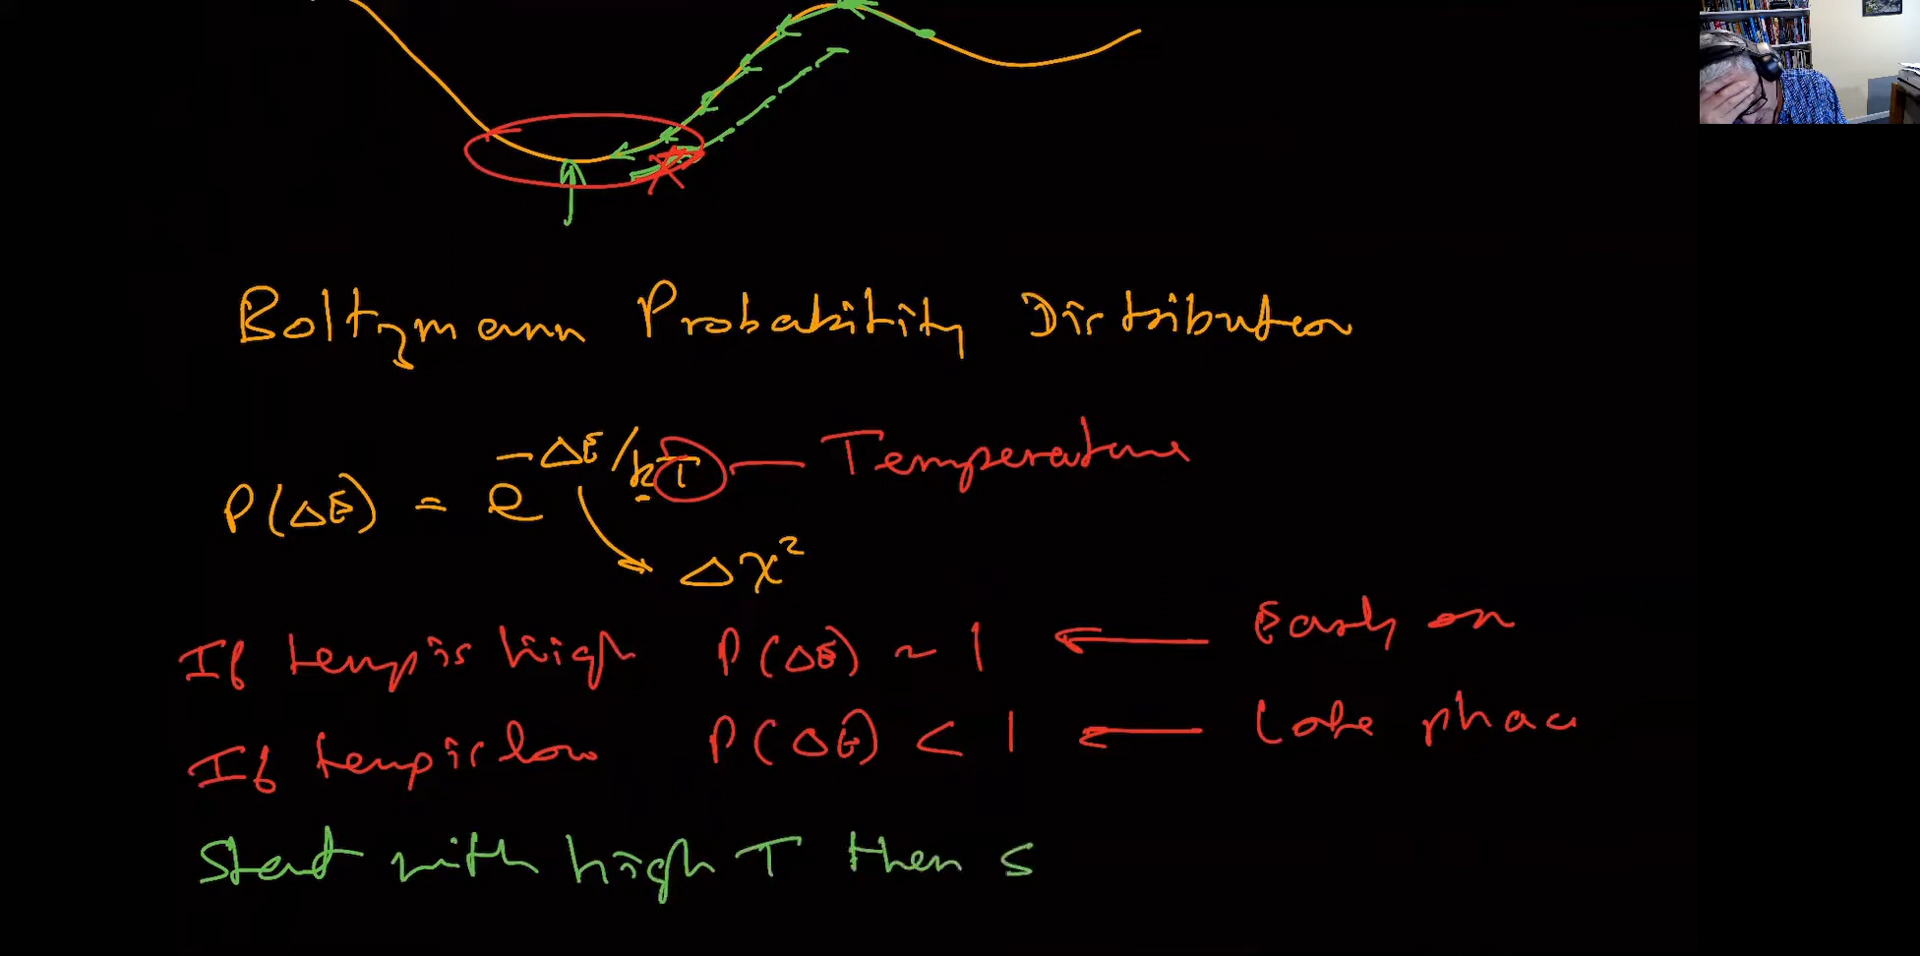 Boltzmann Probability Distribution
P(ΔE) = e^{-ΔE/kT} — Temperature
Δχ²
If temp is high P(ΔE) ~ 1 ← Early on
If temp is low P(ΔE) < 1 ← Late phase
Start with high T then s